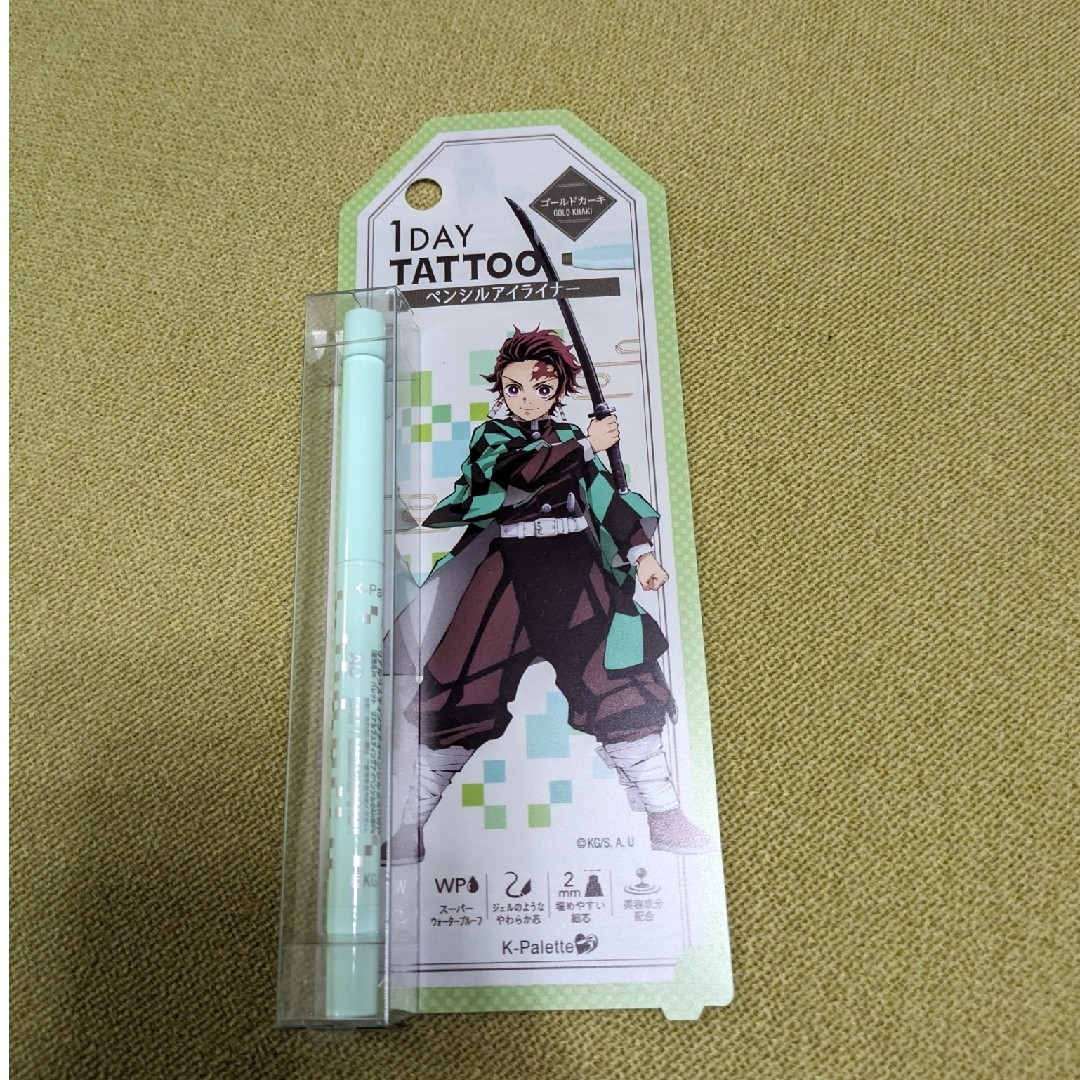 ゴールドカーキ
GOLD KHAKI
1DAY
TATTOO
ペンシルアイライナー
K-Pa
©KG/S, A, U
© KG
WP
スーパー
ウォータープルーフ
ジェルのような
やわらか芯
2
mm
埋めやすい
細芯
美容成分
配合
K-Palette